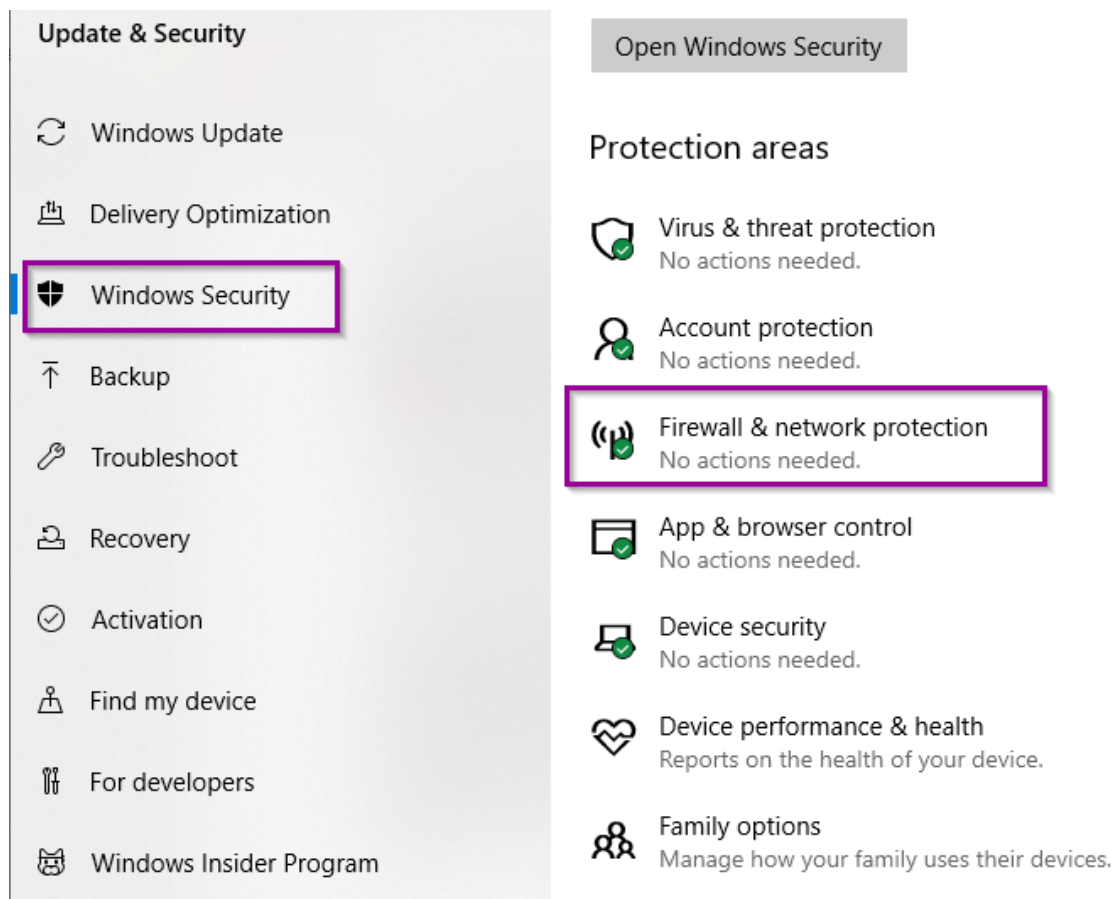 Update & Security
Windows Update
Delivery Optimization
Windows Security
Backup
Troubleshoot
Recovery
Activation
Find my device
For developers
Windows Insider Program
Open Windows Security
Protection areas
Virus & threat protection
No actions needed.
Account protection
No actions needed.
Firewall & network protection
No actions needed.
App & browser control
No actions needed.
Device security
No actions needed.
Device performance & health
Reports on the health of your device.
Family options
Manage how your family uses their devices.